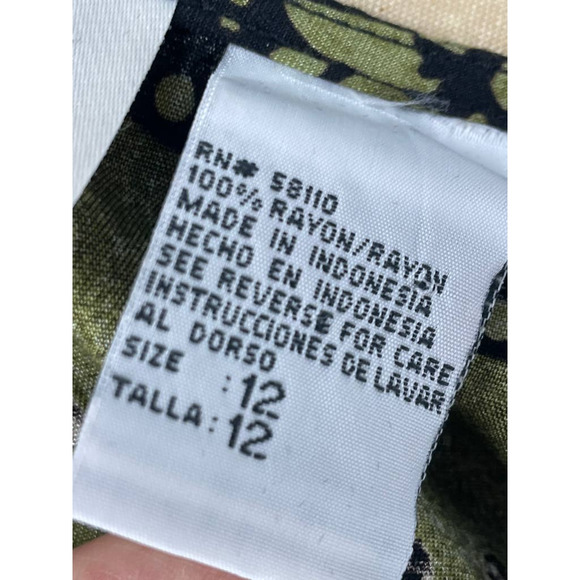 RN# 58110
100% RAYON/RAYON
MADE IN INDONESIA
HECHO EN INDONESIA
SEE REVERSE FOR CARE
INSTRUCCIONES DE LAVAR
AL DORSO
SIZE : 12
TALLA : 12